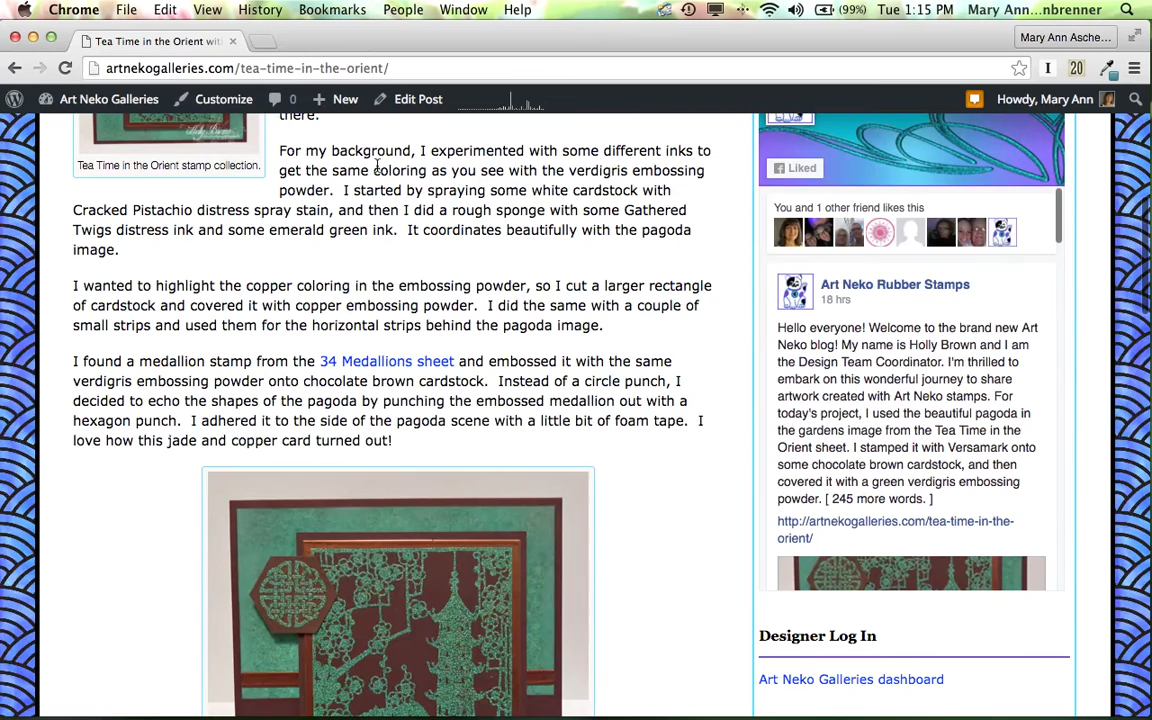 Chrome File Edit View History Bookmarks People Window Help (99%) Tue 1:15 PM Mary Ann...nbrenner
Tea Time in the Orient wit × Mary Ann Asche...
artnekogalleries.com/tea-time-in-the-orient/ 20
Art Neko Galleries Customize 0 New Edit Post Howdy, Mary Ann
there.
Tea Time in the Orient stamp collection.
For my background, I experimented with some different inks to
get the same coloring as you see with the verdigris embossing
powder. I started by spraying some white cardstock with
Cracked Pistachio distress spray stain, and then I did a rough sponge with some Gathered
Twigs distress ink and some emerald green ink. It coordinates beautifully with the pagoda
image.
I wanted to highlight the copper coloring in the embossing powder, so I cut a larger rectangle
of cardstock and covered it with copper embossing powder. I did the same with a couple of
small strips and used them for the horizontal strips behind the pagoda image.
I found a medallion stamp from the 34 Medallions sheet and embossed it with the same
verdigris embossing powder onto chocolate brown cardstock. Instead of a circle punch, I
decided to echo the shapes of the pagoda by punching the embossed medallion out with a
hexagon punch. I adhered it to the side of the pagoda scene with a little bit of foam tape. I
love how this jade and copper card turned out!
Liked
You and 1 other friend likes this
Art Neko Rubber Stamps
18 hrs
Hello everyone! Welcome to the brand new Art
Neko blog! My name is Holly Brown and I am
the Design Team Coordinator. I'm thrilled to
embark on this wonderful journey to share
artwork created with Art Neko stamps. For
today's project, I used the beautiful pagoda in
the gardens image from the Tea Time in the
Orient sheet. I stamped it with Versamark onto
some chocolate brown cardstock, and then
covered it with a green verdigris embossing
powder. [ 245 more words. ]
http://artnekogalleries.com/tea-time-in-the-
orient/
Designer Log In
Art Neko Galleries dashboard